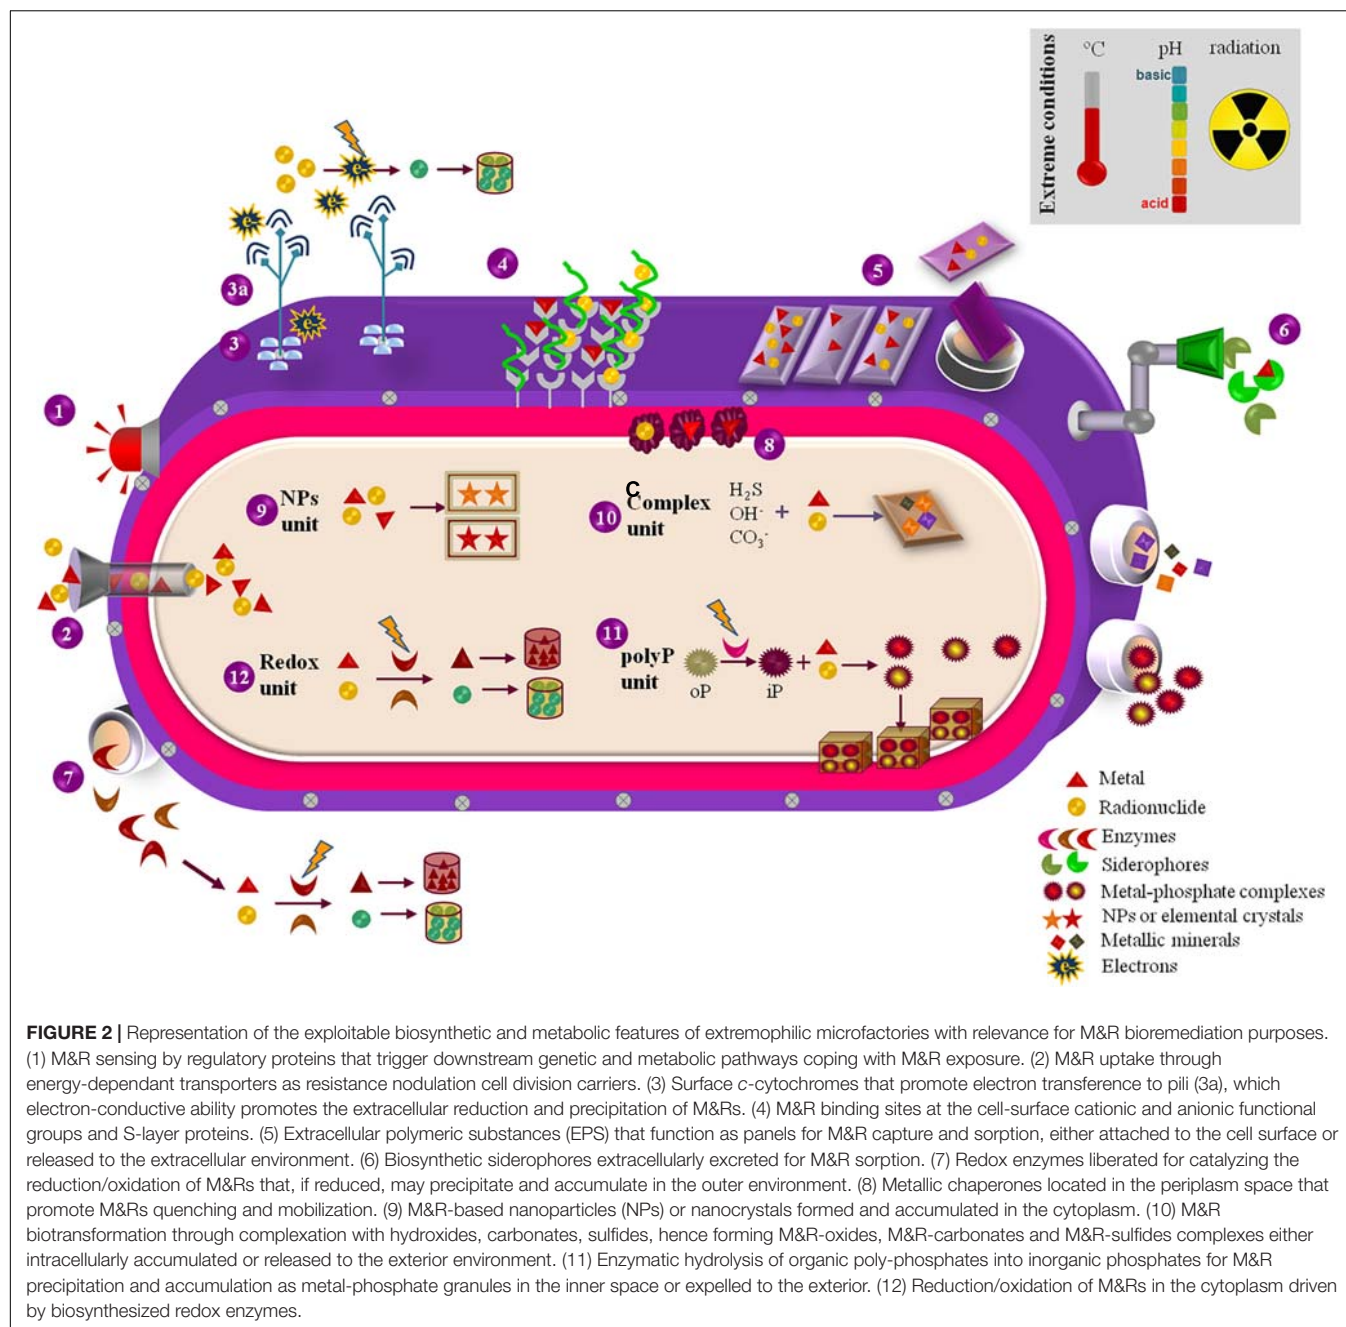 Extreme conditions
°C
pH
radiation
basic
acid
e-
e-
e-
3a
3
e-
4
5
6
1
8
9
NPs
unit
10
C
Complex
unit
H2S
OH-
CO3-
+
2
12
Redox
unit
11
polyP
unit
oP
iP
+
7
Metal
Radionuclide
Enzymes
Siderophores
Metal-phosphate complexes
NPs or elemental crystals
Metallic minerals
e-
Electrons
FIGURE 2 | Representation of the exploitable biosynthetic and metabolic features of extremophilic microfactories with relevance for M&R bioremediation purposes.
(1) M&R sensing by regulatory proteins that trigger downstream genetic and metabolic pathways coping with M&R exposure. (2) M&R uptake through
energy-dependant transporters as resistance nodulation cell division carriers. (3) Surface c-cytochromes that promote electron transference to pili (3a), which
electron-conductive ability promotes the extracellular reduction and precipitation of M&Rs. (4) M&R binding sites at the cell-surface cationic and anionic functional
groups and S-layer proteins. (5) Extracellular polymeric substances (EPS) that function as panels for M&R capture and sorption, either attached to the cell surface or
released to the extracellular environment. (6) Biosynthetic siderophores extracellularly excreted for M&R sorption. (7) Redox enzymes liberated for catalyzing the
reduction/oxidation of M&Rs that, if reduced, may precipitate and accumulate in the outer environment. (8) Metallic chaperones located in the periplasm space that
promote M&Rs quenching and mobilization. (9) M&R-based nanoparticles (NPs) or nanocrystals formed and accumulated in the cytoplasm. (10) M&R
biotransformation through complexation with hydroxides, carbonates, sulfides, hence forming M&R-oxides, M&R-carbonates and M&R-sulfides complexes either
intracellularly accumulated or released to the exterior environment. (11) Enzymatic hydrolysis of organic poly-phosphates into inorganic phosphates for M&R
precipitation and accumulation as metal-phosphate granules in the inner space or expelled to the exterior. (12) Reduction/oxidation of M&Rs in the cytoplasm driven
by biosynthesized redox enzymes.